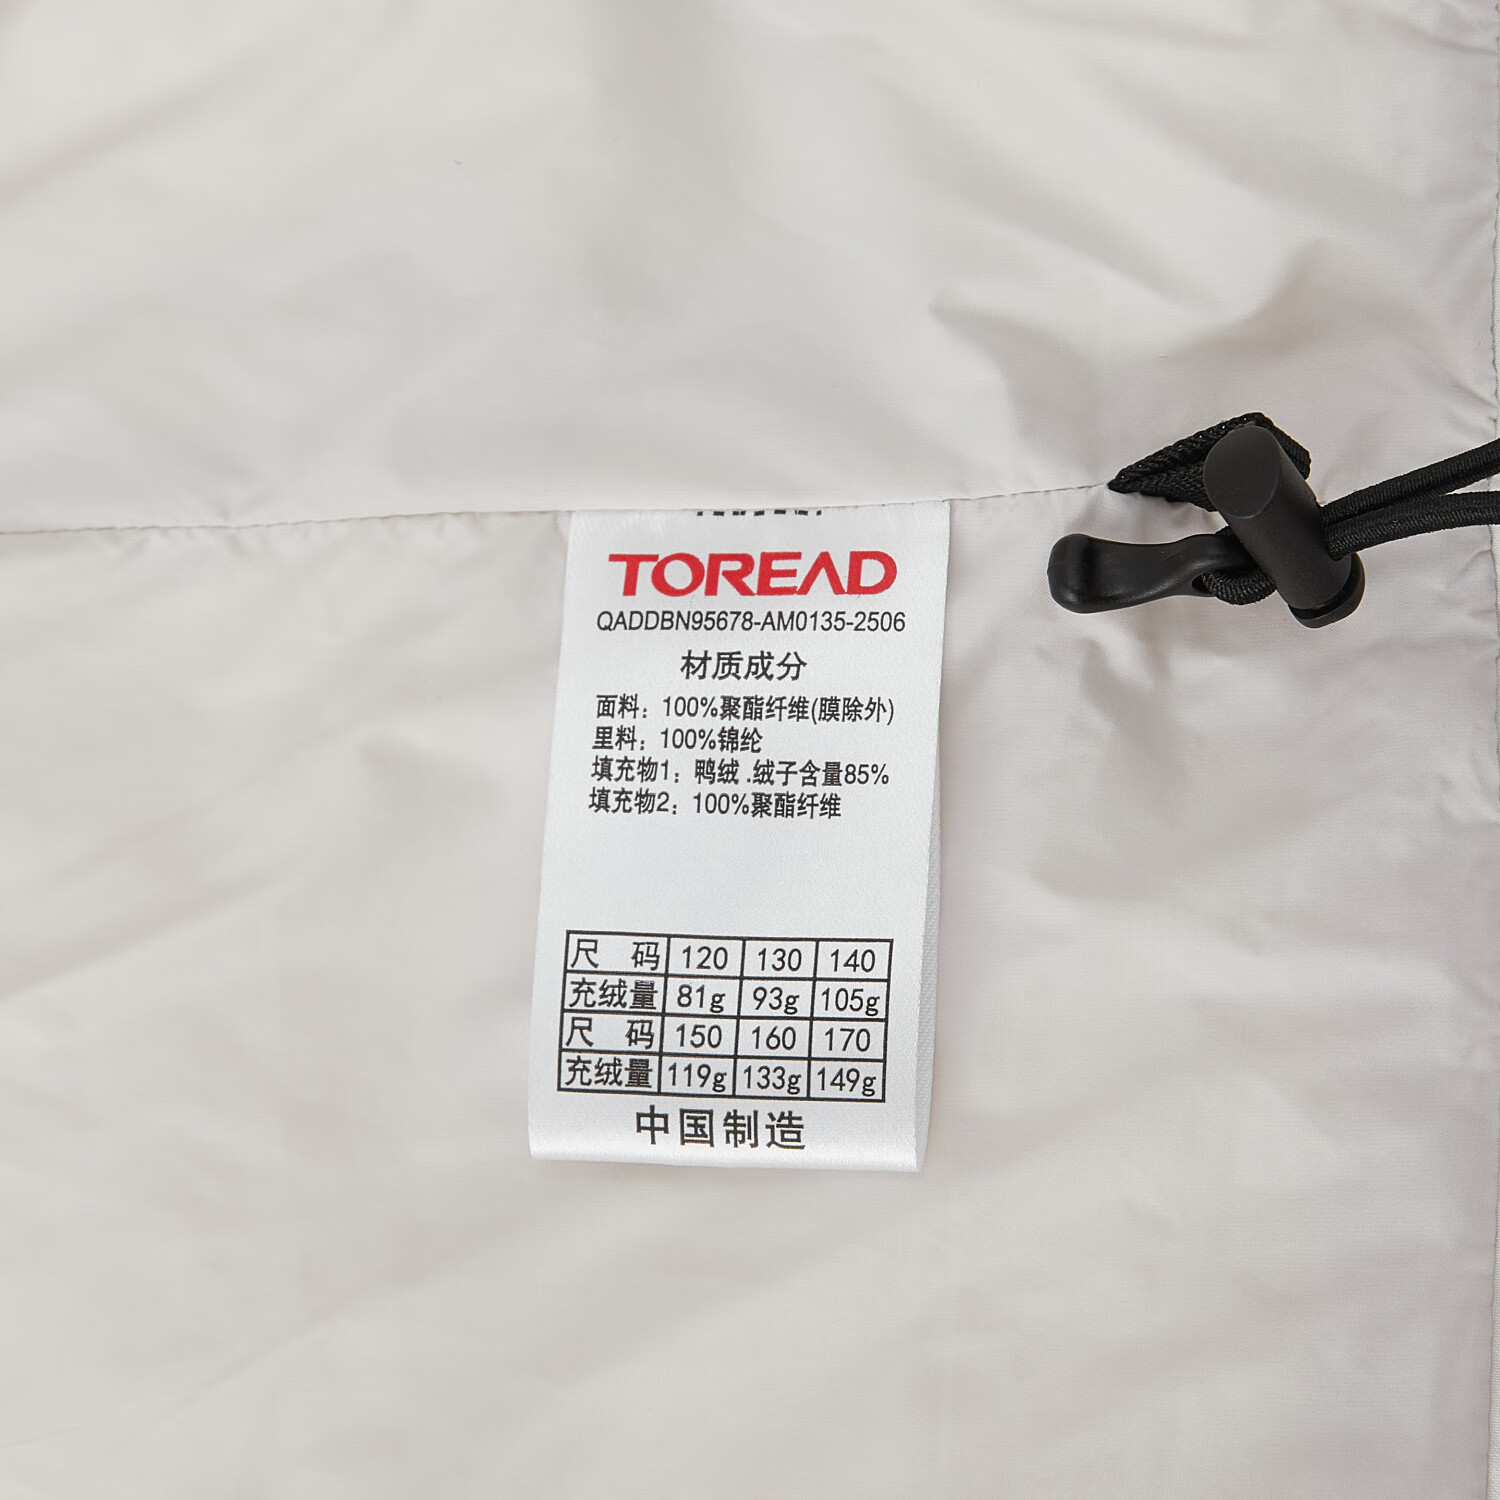 TOREAD
QADDBN95678-AM0135-2506
材质成分
面料：100%聚酯纤维(膜除外)
里料：100%锦纶
填充物1：鸭绒 .绒子含量85%
填充物2：100%聚酯纤维
尺 码 120 130 140
充绒量 81g 93g 105g
尺 码 150 160 170
充绒量 119g 133g 149g
中国制造